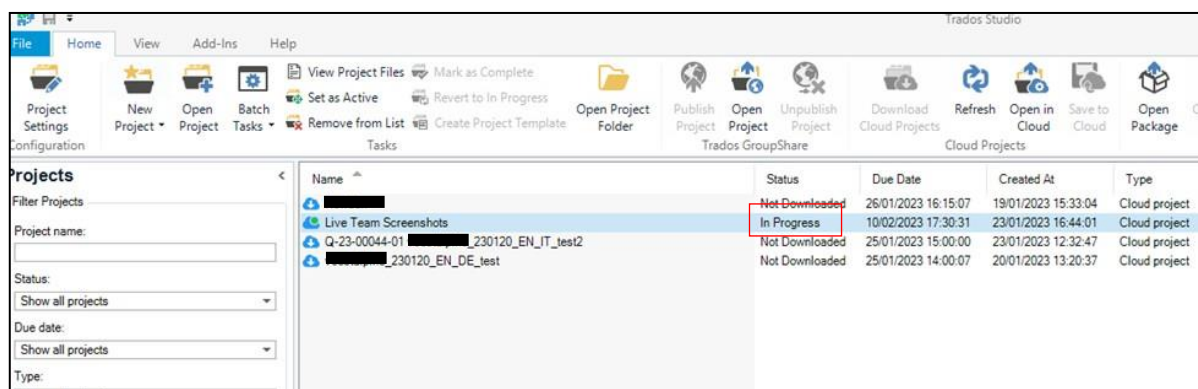 Trados Studio
File Home View Add-Ins Help
View Project Files Mark as Complete
Set as Active Revert to In Progress
Remove from List Create Project Template
Project Settings
New Project
Open Project
Batch Tasks
Open Project Folder
Publish Project
Open Project
Unpublish Project
Download Cloud Projects
Refresh
Open in Cloud
Save to Cloud
Open Package
Configuration Tasks Trados GroupShare Cloud Projects
Projects <
Filter Projects
Project name:
Status:
Show all projects
Due date:
Show all projects
Type:
Name Status Due Date Created At Type
Not Downloaded 26/01/2023 16:15:07 19/01/2023 15:33:04 Cloud project
Live Team Screenshots In Progress 10/02/2023 17:30:31 23/01/2023 16:44:01 Cloud project
Q-23-00044-01 _230120_EN_IT_test2 Not Downloaded 25/01/2023 15:00:00 23/01/2023 12:32:47 Cloud project
_230120_EN_DE_test Not Downloaded 25/01/2023 14:00:07 20/01/2023 13:20:37 Cloud project